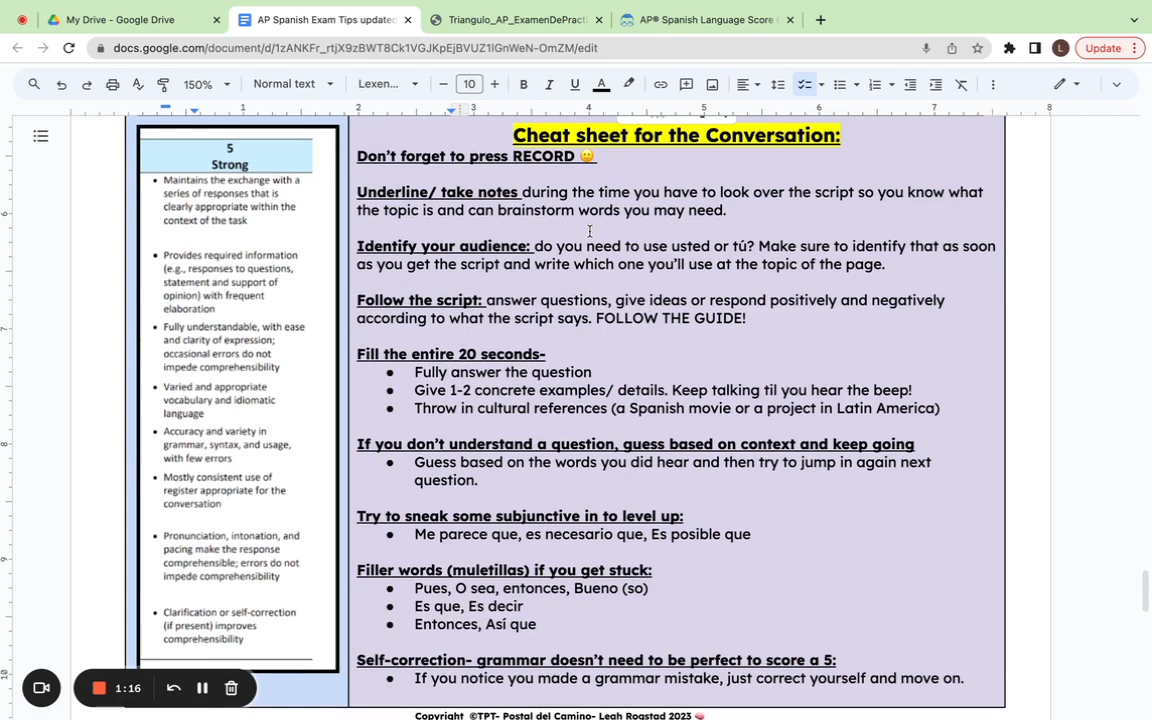 My Drive - Google Drive
AP Spanish Exam Tips updated
Triangulo_AP_ExamenDePracti
AP® Spanish Language Score C
docs.google.com/document/d/1zANKFr_rtjX9zBWT8Ck1VGJKpEjBVUZ1lGnWeN-OmZM/edit
L
Update
150%
Normal text
Lexen...
10
B I U A
1 2 3 4 5 6 7 8
5
Strong
Maintains the exchange with a
series of responses that is
clearly appropriate within the
context of the task
Provides required information
(e.g., responses to questions,
statement and support of
opinion) with frequent
elaboration
Fully understandable, with ease
and clarity of expression;
occasional errors do not
impede comprehensibility
Varied and appropriate
vocabulary and idiomatic
language
Accuracy and variety in
grammar, syntax, and usage,
with few errors
Mostly consistent use of
register appropriate for the
conversation
Pronunciation, intonation, and
pacing make the response
comprehensible; errors do not
impede comprehensibility
Clarification or self-correction
(if present) improves
comprehensibility
Cheat sheet for the Conversation:
Don't forget to press RECORD 🙂
Underline/ take notes during the time you have to look over the script so you know what
the topic is and can brainstorm words you may need.
Identify your audience: do you need to use usted or tú? Make sure to identify that as soon
as you get the script and write which one you'll use at the topic of the page.
Follow the script: answer questions, give ideas or respond positively and negatively
according to what the script says. FOLLOW THE GUIDE!
Fill the entire 20 seconds-
● Fully answer the question
● Give 1-2 concrete examples/ details. Keep talking til you hear the beep!
● Throw in cultural references (a Spanish movie or a project in Latin America)
If you don't understand a question, guess based on context and keep going
● Guess based on the words you did hear and then try to jump in again next
question.
Try to sneak some subjunctive in to level up:
● Me parece que, es necesario que, Es posible que
Filler words (muletillas) if you get stuck:
● Pues, O sea, entonces, Bueno (so)
● Es que, Es decir
● Entonces, Así que
Self-correction- grammar doesn't need to be perfect to score a 5:
● If you notice you made a grammar mistake, just correct yourself and move on.
Copyright ©TPT- Postal del Camino- Leah Rogstad 2023
6
7
8
9
10
1:16